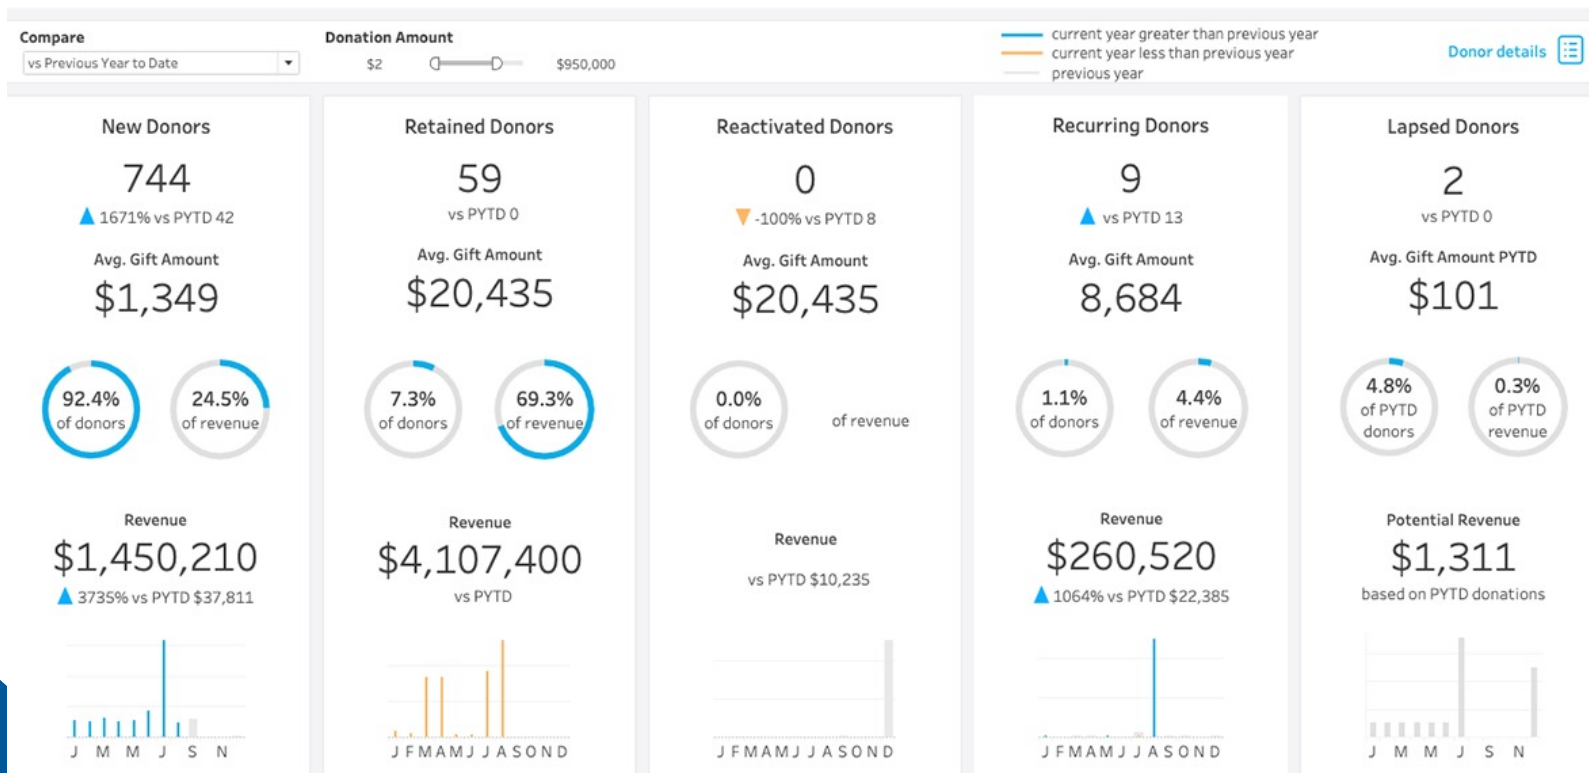 Compare
vs Previous Year to Date
Donation Amount
$2
$950,000
current year greater than previous year
current year less than previous year
previous year
Donor details
New Donors
744
1671% vs PYTD 42
Avg. Gift Amount
$1,349
92.4%
of donors
24.5%
of revenue
Revenue
$1,450,210
3735% vs PYTD $37,811
J M M J S N
Retained Donors
59
vs PYTD 0
Avg. Gift Amount
$20,435
7.3%
of donors
69.3%
of revenue
Revenue
$4,107,400
vs PYTD
J F M A M J J A S O N D
Reactivated Donors
0
-100% vs PYTD 8
Avg. Gift Amount
$20,435
0.0%
of donors
of revenue
Revenue
vs PYTD $10,235
J F M A M J J A S O N D
Recurring Donors
9
vs PYTD 13
Avg. Gift Amount
8,684
1.1%
of donors
4.4%
of revenue
Revenue
$260,520
1064% vs PYTD $22,385
J F M A M J J A S O N D
Lapsed Donors
2
vs PYTD 0
Avg. Gift Amount PYTD
$101
4.8%
of PYTD
donors
0.3%
of PYTD
revenue
Potential Revenue
$1,311
based on PYTD donations
J M M J S N